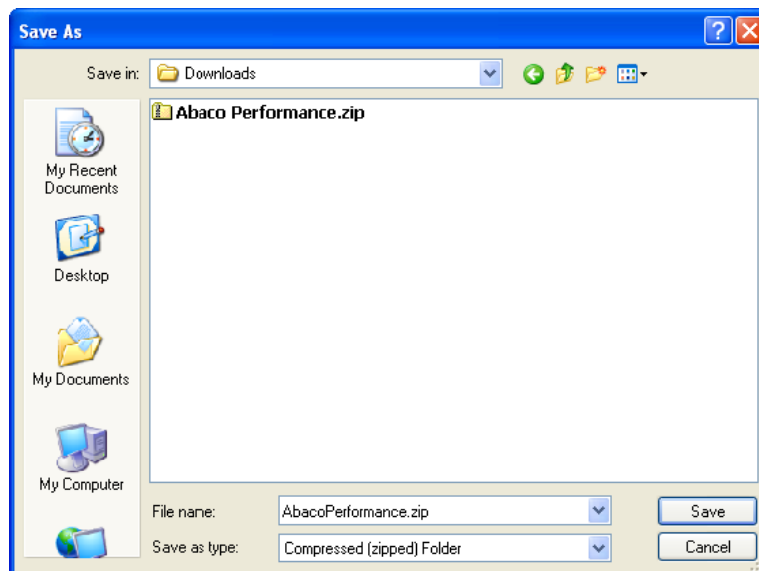 Save As
Save in: Downloads
Abaco Performance.zip
My Recent
Documents
Desktop
My Documents
My Computer
File name: AbacoPerformance.zip Save
Save as type: Compressed (zipped) Folder Cancel